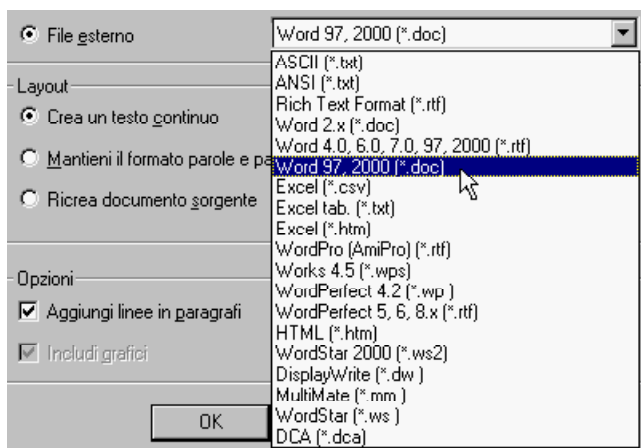 File esterno
Word 97, 2000 (*.doc)
ASCII (*.txt)
ANSI (*.txt)
Rich Text Format (*.rtf)
Word 2.x (*.doc)
Word 4.0, 6.0, 7.0, 97, 2000 (*.rtf)
Word 97, 2000 (*.doc)
Excel (*.csv)
Excel tab. (*.txt)
Excel (*.htm)
WordPro (AmiPro) (*.rtf)
Works 4.5 (*.wps)
WordPerfect 4.2 (*.wp )
WordPerfect 5, 6, 8.x (*.rtf)
HTML (*.htm)
WordStar 2000 (*.ws2)
DisplayWrite (*.dw )
MultiMate (*.mm )
WordStar (*.ws )
DCA (*.dca)
Layout
Crea un testo continuo
Mantieni il formato parole e pa
Ricrea documento sorgente
Opzioni
Aggiungi linee in paragrafi
Includi grafici
OK